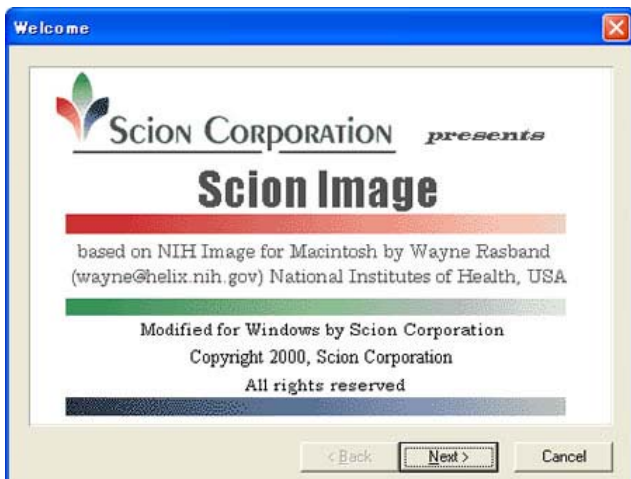 Welcome
SCION CORPORATION presents
Scion Image
based on NIH Image for Macintosh by Wayne Rasband
(wayne@helix.nih.gov) National Institutes of Health, USA
Modified for Windows by Scion Corporation
Copyright 2000, Scion Corporation
All rights reserved
< Back Next > Cancel